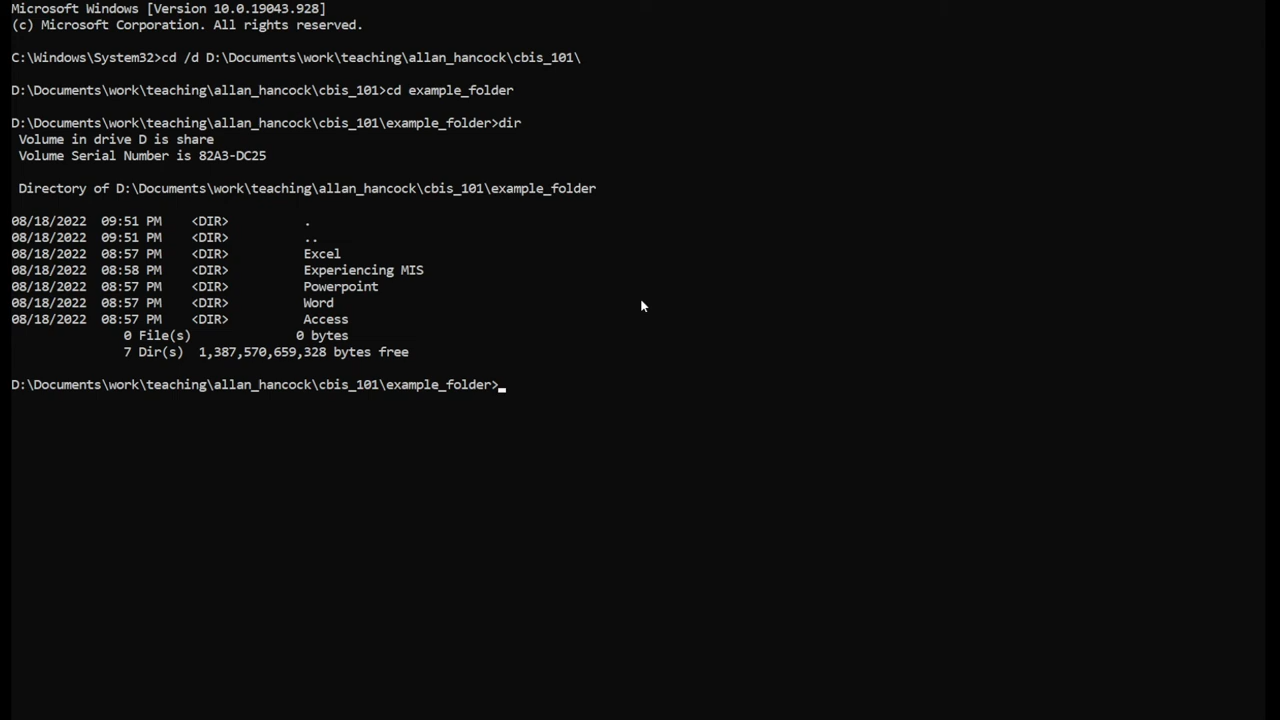 Microsoft Windows [Version 10.0.19043.928]
(c) Microsoft Corporation. All rights reserved.
C:\Windows\System32>cd /d D:\Documents\work\teaching\allan_hancock\cbis_101\
D:\Documents\work\teaching\allan_hancock\cbis_101>cd example_folder
D:\Documents\work\teaching\allan_hancock\cbis_101\example_folder>dir
Volume in drive D is share
Volume Serial Number is 82A3-DC25
Directory of D:\Documents\work\teaching\allan_hancock\cbis_101\example_folder
08/18/2022 09:51 PM <DIR> .
08/18/2022 09:51 PM <DIR> ..
08/18/2022 08:57 PM <DIR> Excel
08/18/2022 08:58 PM <DIR> Experiencing MIS
08/18/2022 08:57 PM <DIR> Powerpoint
08/18/2022 08:57 PM <DIR> Word
08/18/2022 08:57 PM <DIR> Access
0 File(s) 0 bytes
7 Dir(s) 1,387,570,659,328 bytes free
D:\Documents\work\teaching\allan_hancock\cbis_101\example_folder>